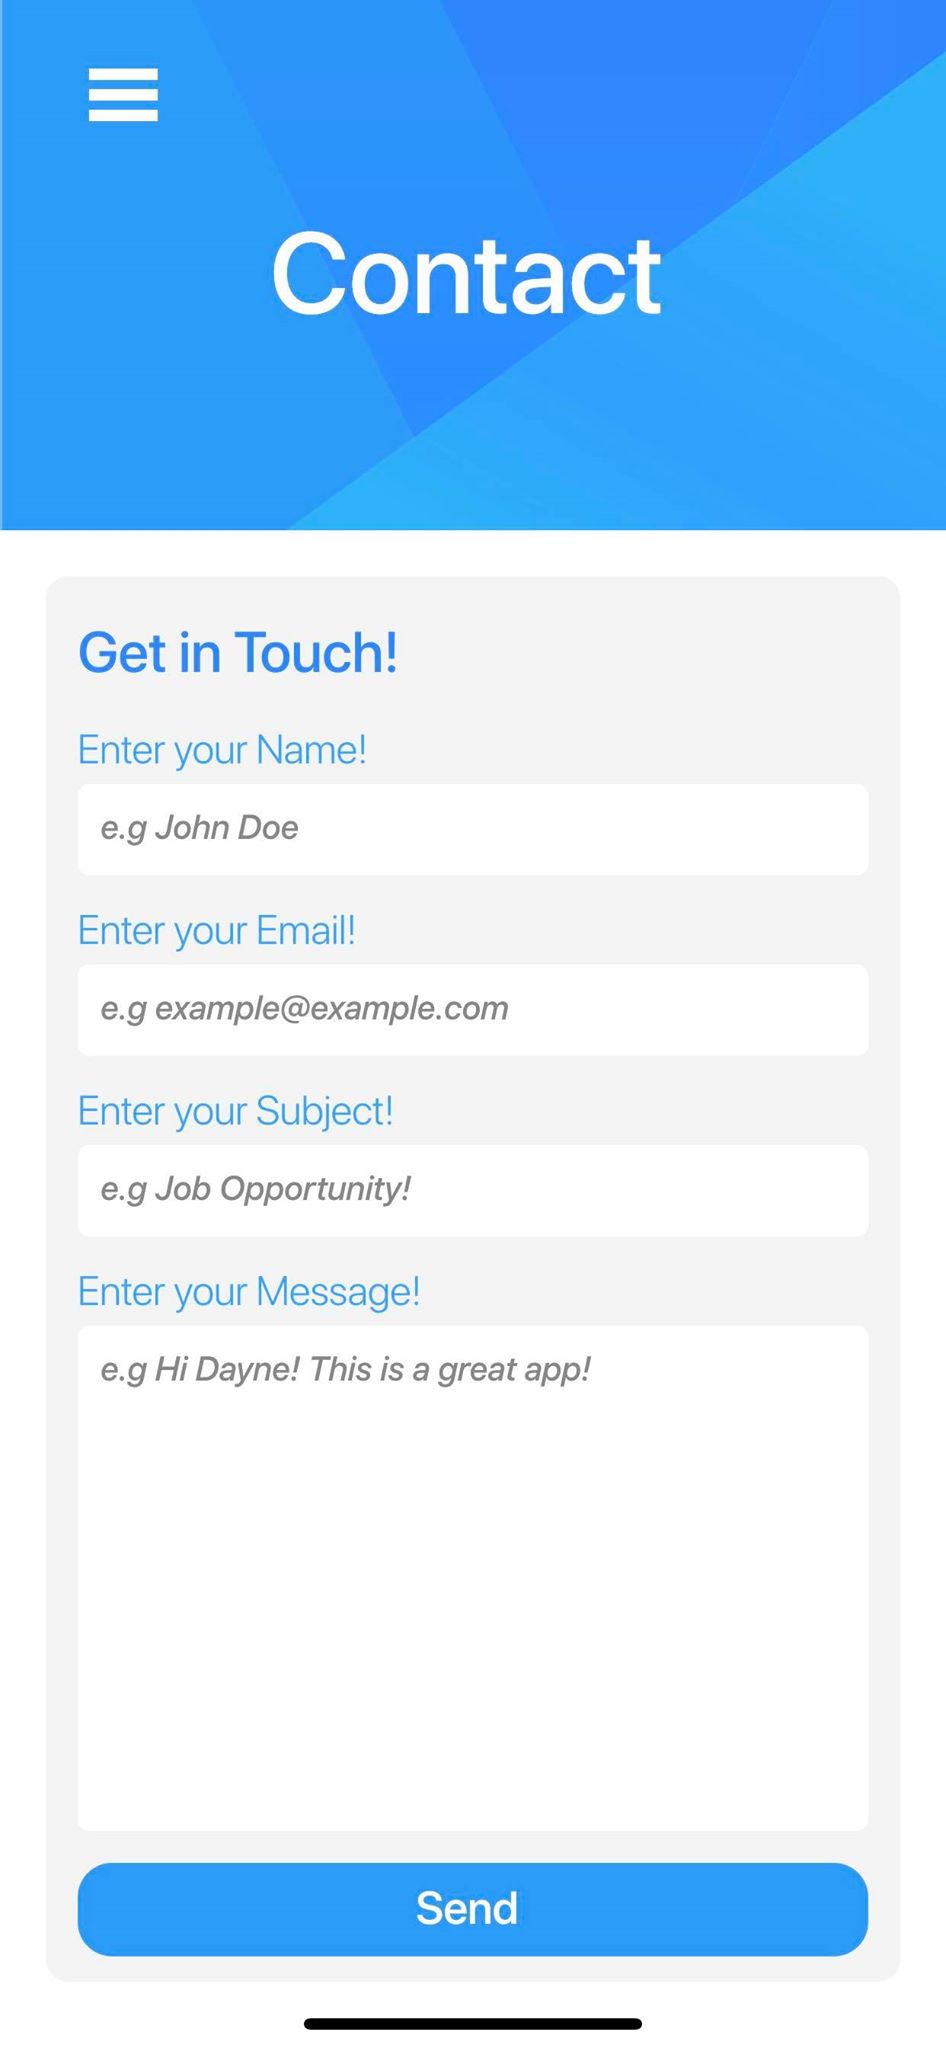 Contact
Get in Touch!
Enter your Name!
e.g John Doe
Enter your Email!
e.g example@example.com
Enter your Subject!
e.g Job Opportunity!
Enter your Message!
e.g Hi Dayne! This is a great app!
Send